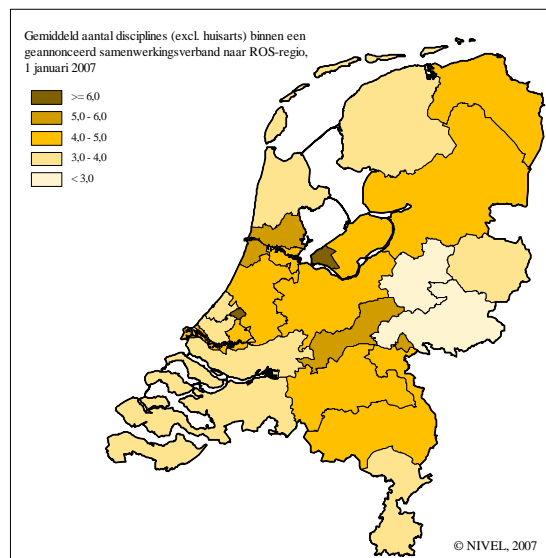 Gemiddeld aantal disciplines (excl. huisarts) binnen een
geannonceerd samenwerkingsverband naar ROS-regio,
1 januari 2007
>= 6,0
5,0 - 6,0
4,0 - 5,0
3,0 - 4,0
< 3,0
© NIVEL, 2007